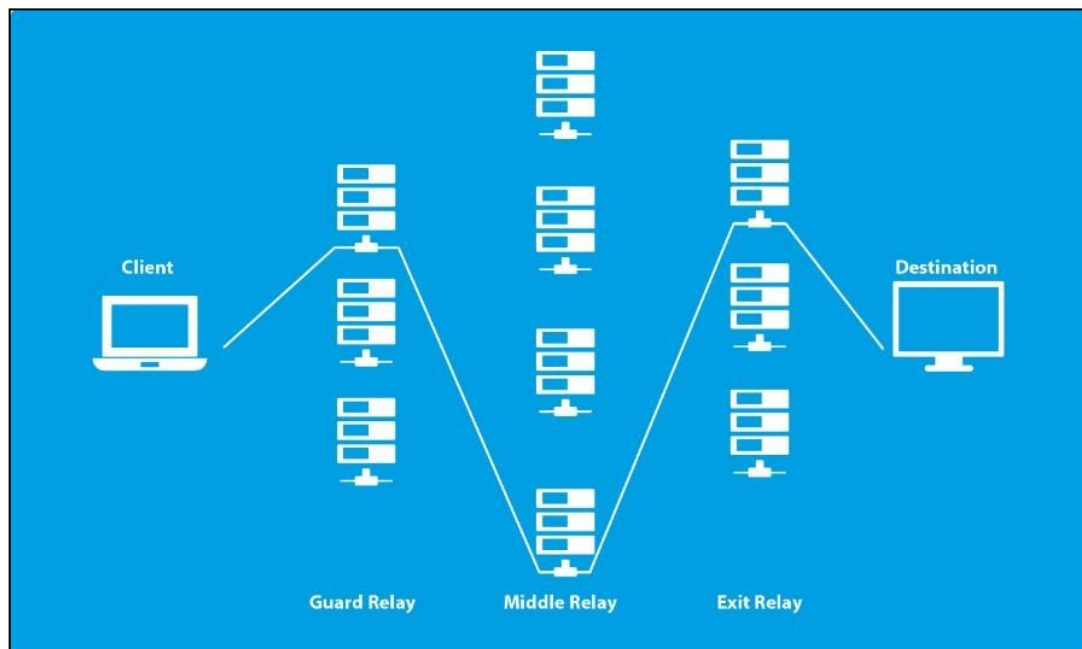 Client
Destination
Guard Relay
Middle Relay
Exit Relay